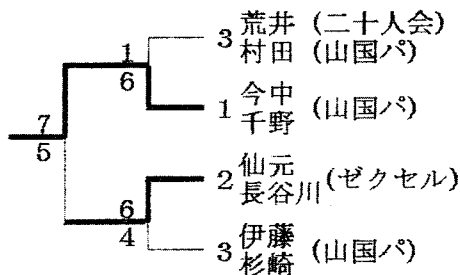 3 荒井 (二十人会)
村田 (山国パ)
1
6
1 今中 (山国パ)
千野
7
5
2 仙元 (ゼクセル)
長谷川
6
4
3 伊藤 (山国パ)
杉崎